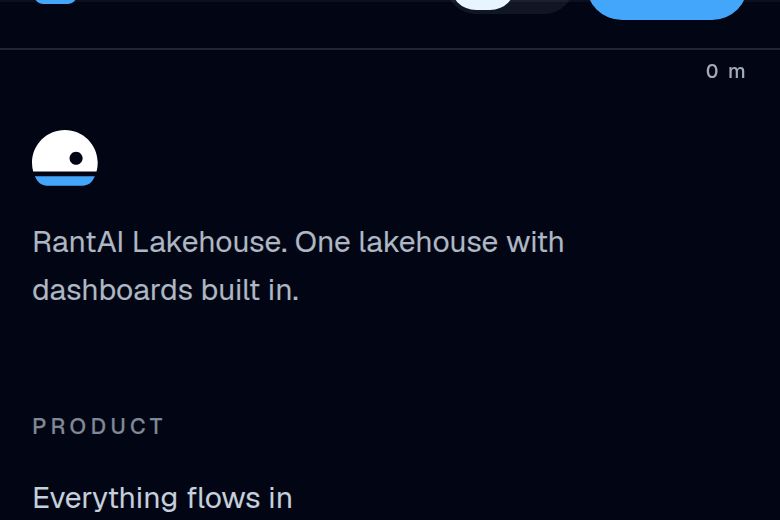 0 m
RantAI Lakehouse. One lakehouse with
dashboards built in.
PRODUCT
Everything flows in